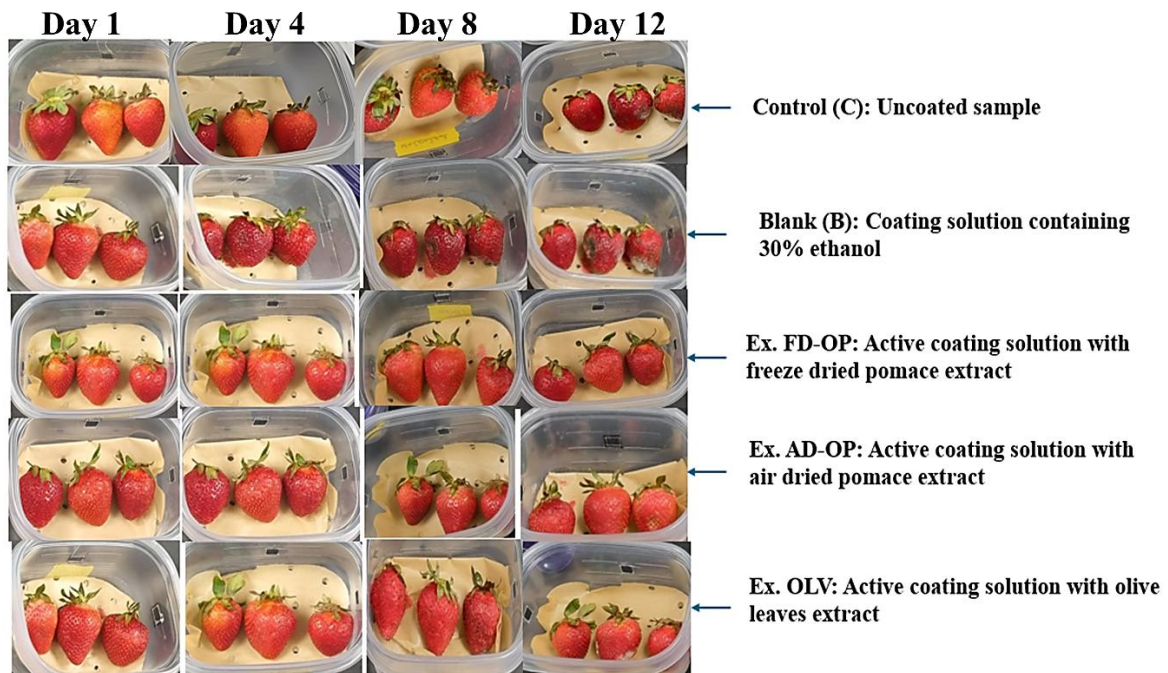 Day 1 Day 4 Day 8 Day 12
Control (C): Uncoated sample
Blank (B): Coating solution containing
30% ethanol
Ex. FD-OP: Active coating solution with
freeze dried pomace extract
Ex. AD-OP: Active coating solution with
air dried pomace extract
Ex. OLV: Active coating solution with olive
leaves extract